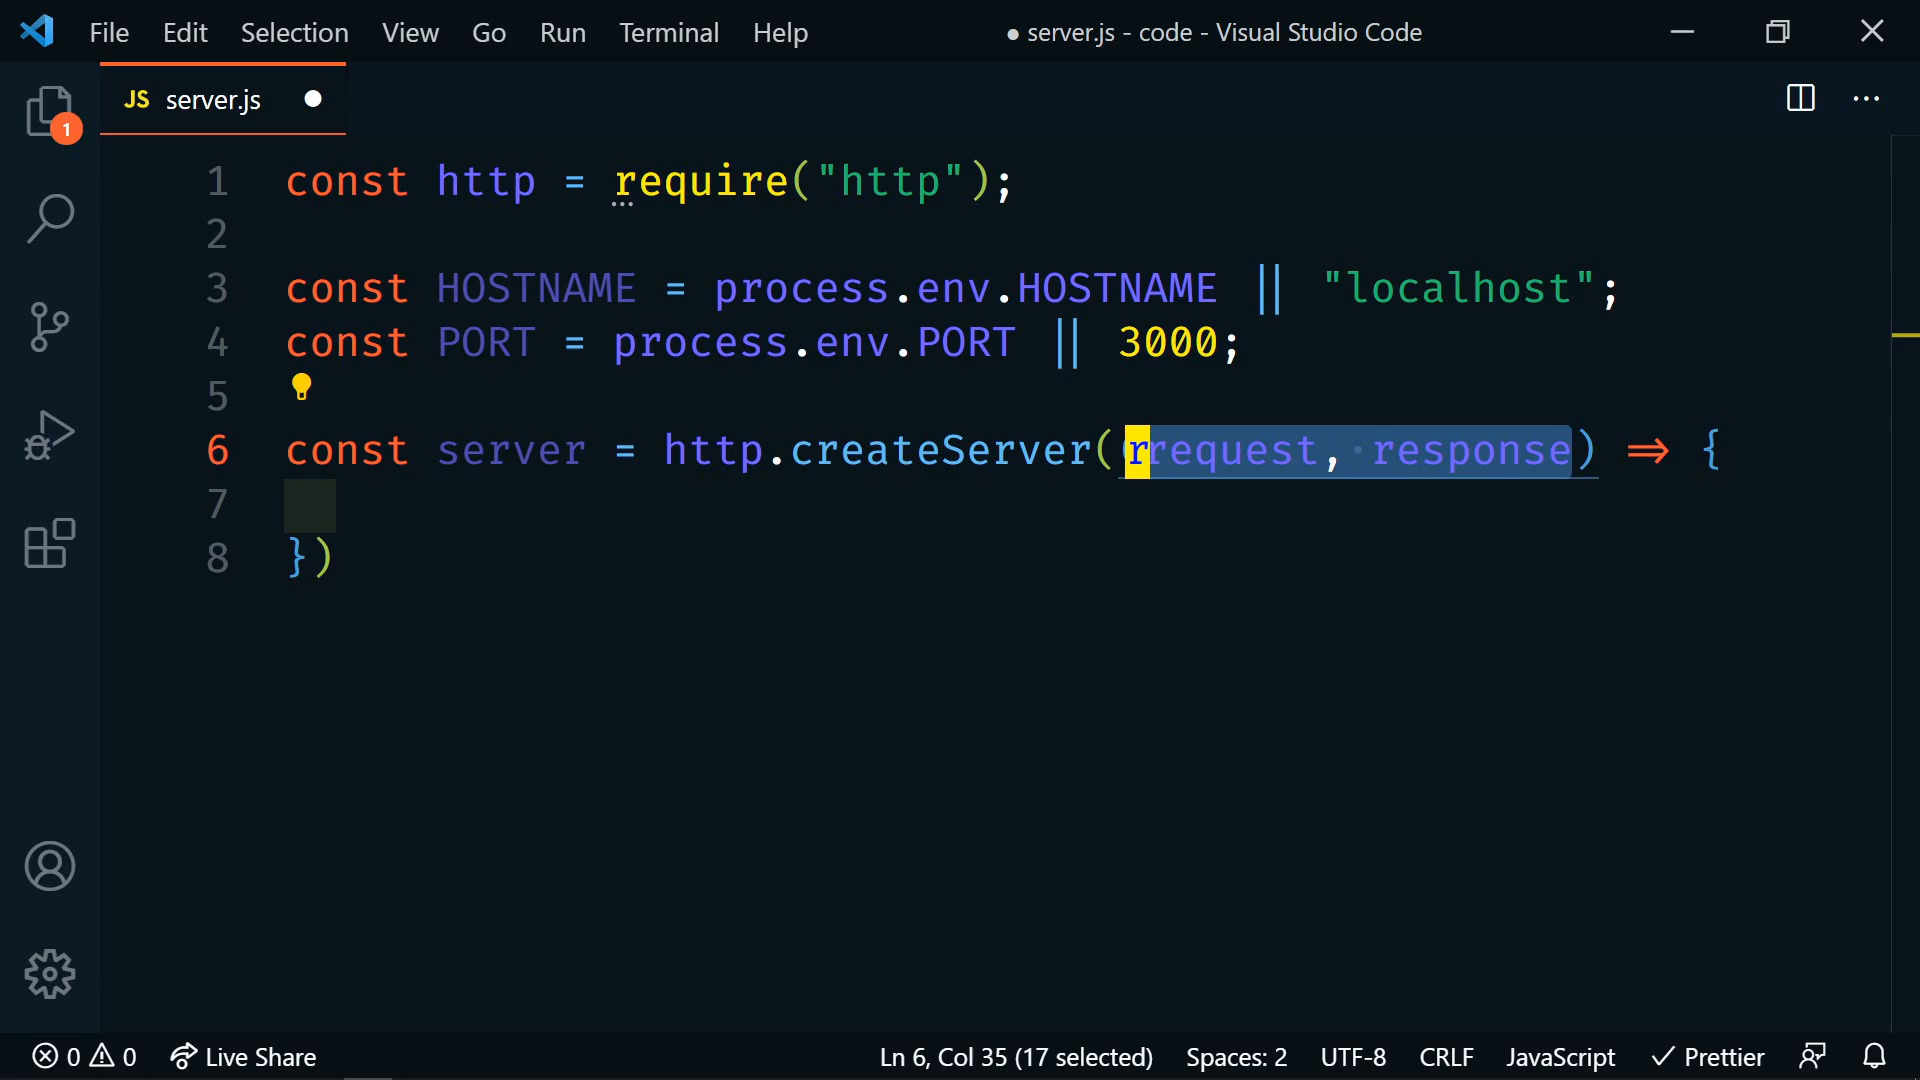 File Edit Selection View Go Run Terminal Help ● server.js - code - Visual Studio Code
JS server.js ●
1
1 const http = require("http");
2
3 const HOSTNAME = process.env.HOSTNAME || "localhost";
4 const PORT = process.env.PORT || 3000;
5
6 const server = http.createServer((request, response) => {
7
8 })
0 0 Live Share Ln 6, Col 35 (17 selected) Spaces: 2 UTF-8 CRLF JavaScript Prettier